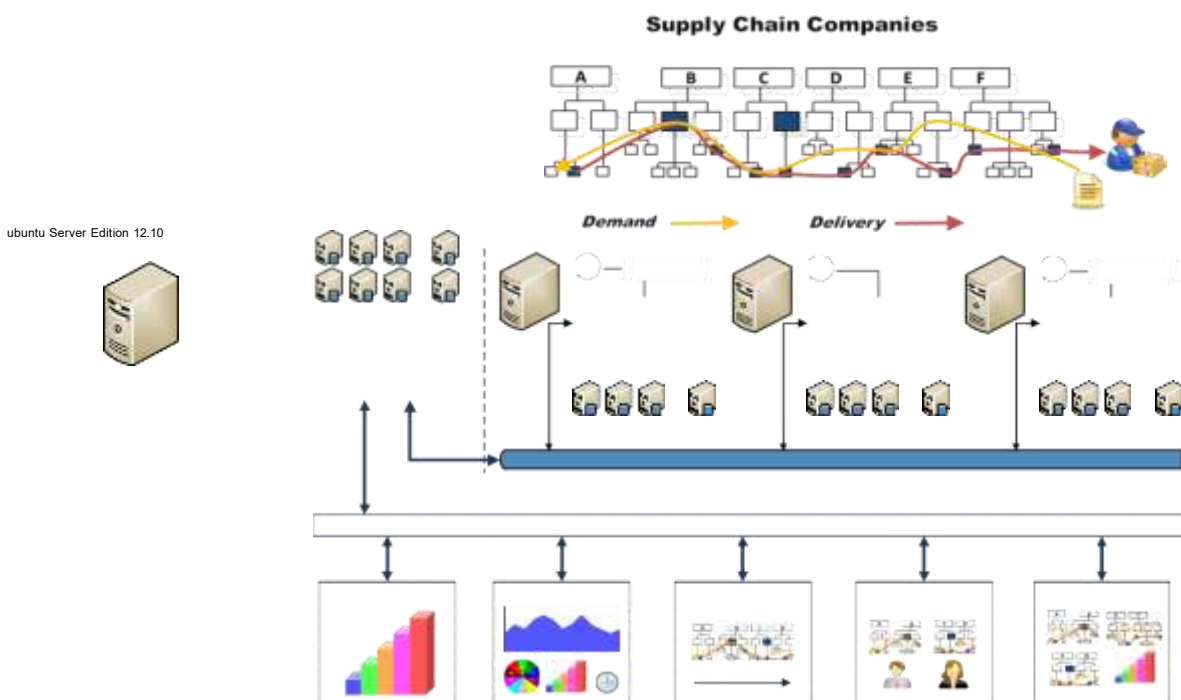 Supply Chain Companies
A B C D E F
Demand Delivery
ubuntu Server Edition 12.10